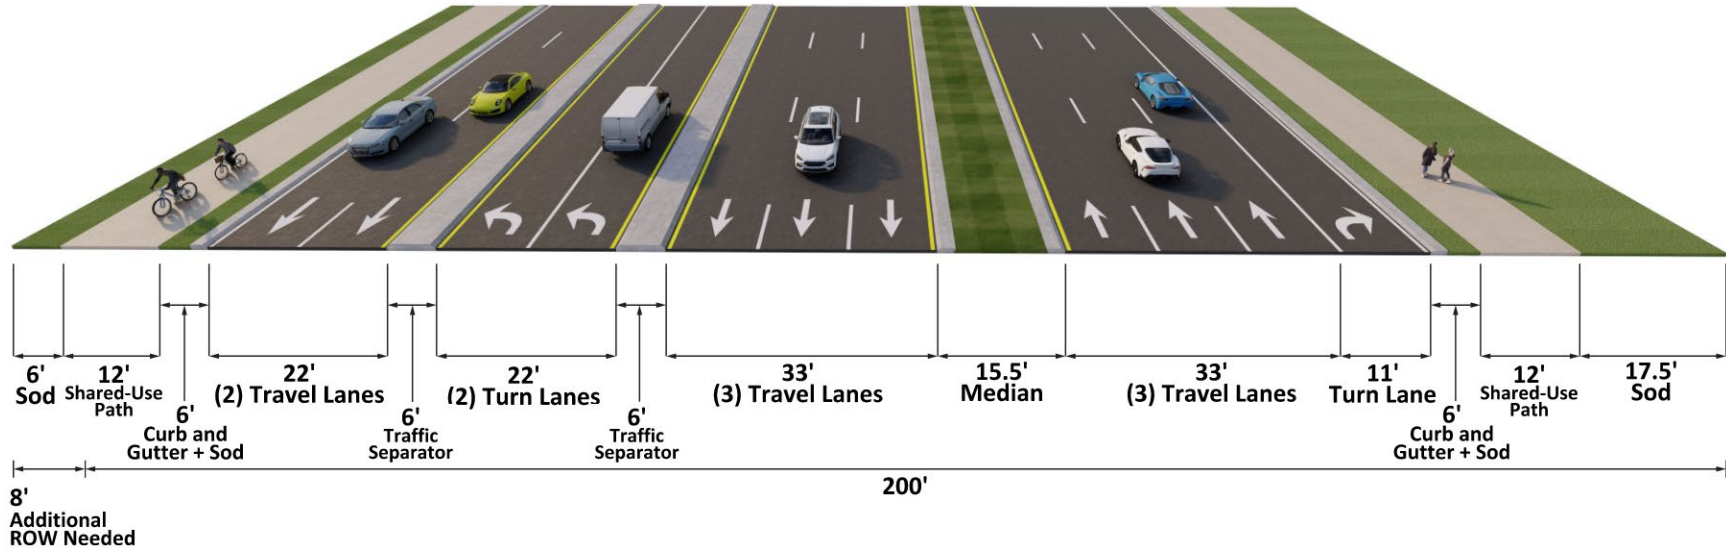 6'
Sod
12'
Shared-Use
Path
6'
Curb and
Gutter + Sod
22'
(2) Travel Lanes
6'
Traffic
Separator
22'
(2) Turn Lanes
6'
Traffic
Separator
33'
(3) Travel Lanes
15.5'
Median
33'
(3) Travel Lanes
11'
Turn Lane
6'
Curb and
Gutter + Sod
12'
Shared-Use
Path
17.5'
Sod
8'
Additional
ROW Needed
200'